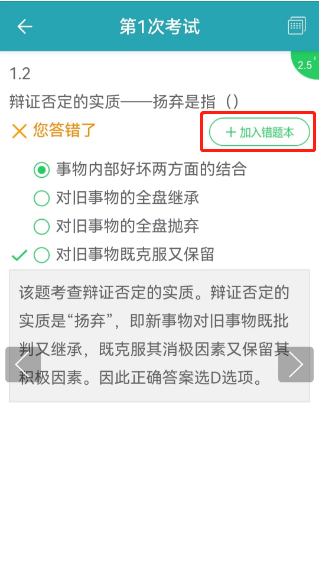 第1次考试
2.5'
1.2
辩证否定的实质——扬弃是指（）
您答错了
+ 加入错题本
事物内部好坏两方面的结合
对旧事物的全盘继承
对旧事物的全盘抛弃
对旧事物既克服又保留
该题考查辩证否定的实质。辩证否定的
实质是“扬弃”，即新事物对旧事物既批
判又继承，既克服其消极因素又保留其
积极因素。因此正确答案选D选项。